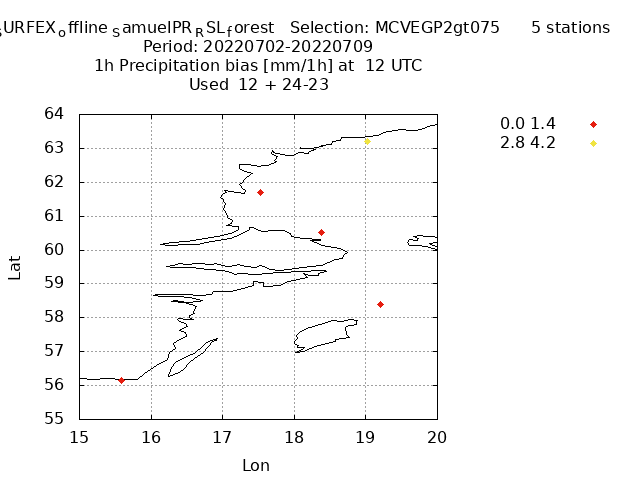 SURFEXoffline SamuelPRRSLforest Selection: MCVEGP2gt075 5 stations
Period: 20220702-20220709
1h Precipitation bias [mm/1h] at 12 UTC
Used 12 + 24-23
0.0 1.4
2.8 4.2
64
63
62
61
60
59
58
57
56
55
Lat
15 16 17 18 19 20
Lon